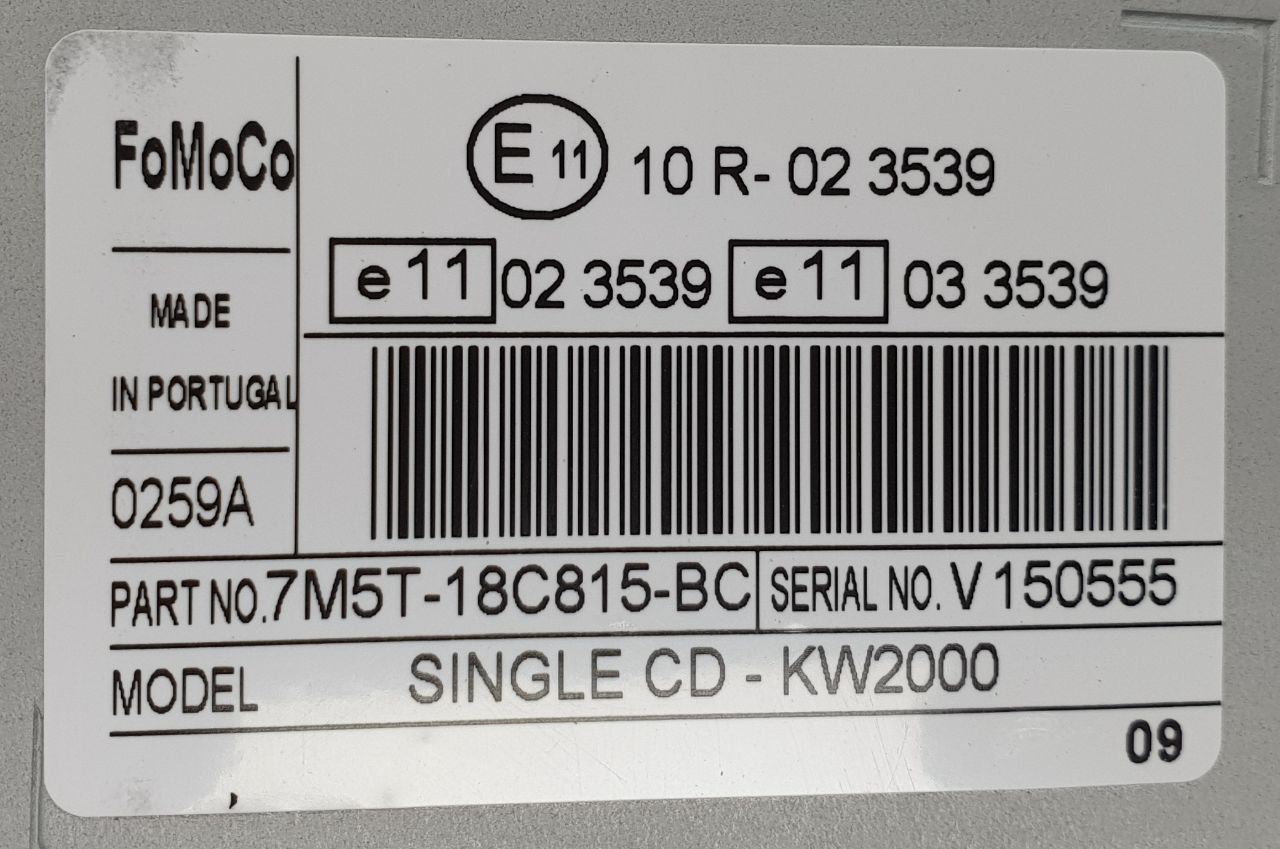 FoMoCo
E 11 10 R- 02 3539
e 11 02 3539 e 11 03 3539
MADE
IN PORTUGAL
0259A
PART NO.7M5T-18C815-BC SERIAL NO. V 150555
MODEL SINGLE CD - KW2000
09